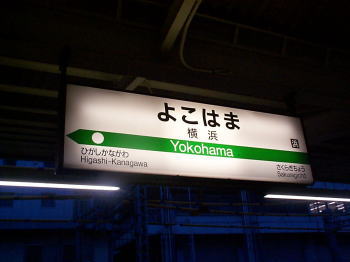 よこはま
横浜
Yokohama
ひがしかながわ
Higashi-Kanagawa
さくらぎちょう
Sakuragichō